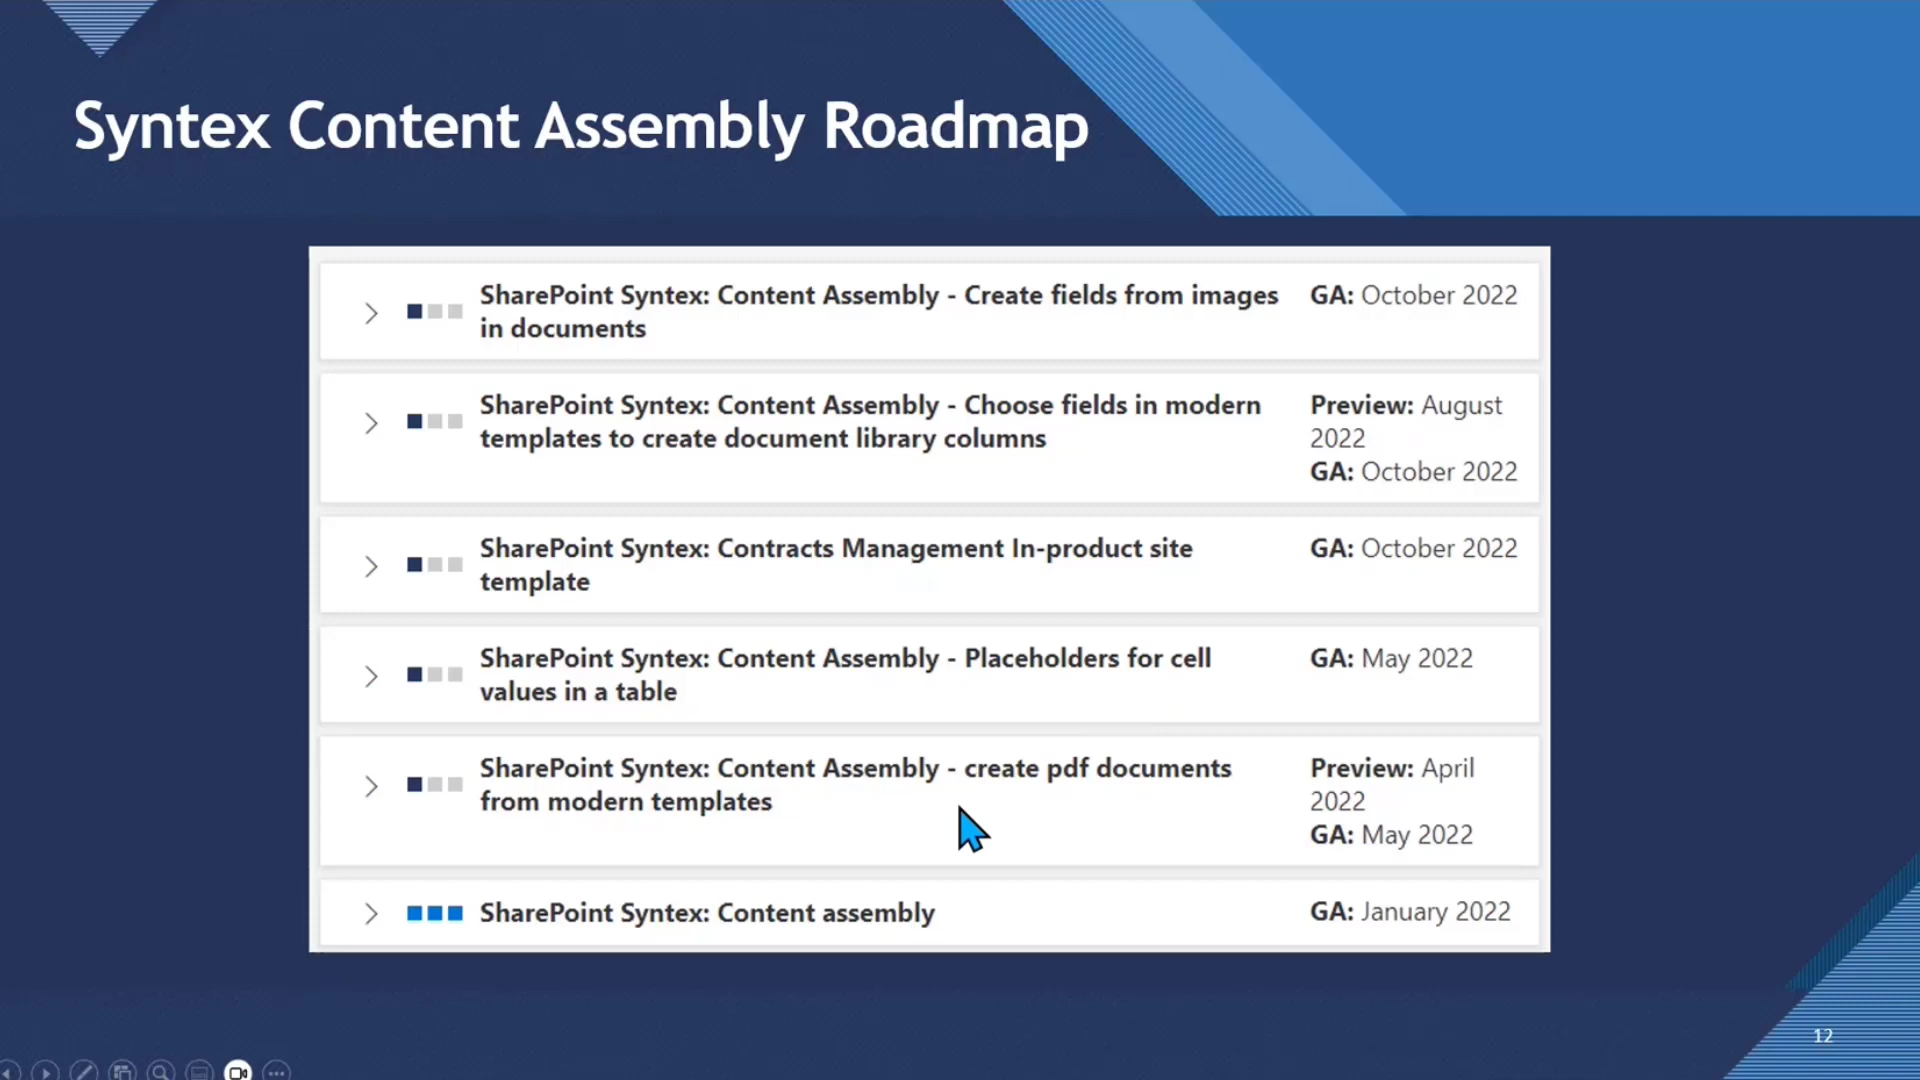 Syntex Content Assembly Roadmap
SharePoint Syntex: Content Assembly - Create fields from images
in documents
GA: October 2022
SharePoint Syntex: Content Assembly - Choose fields in modern
templates to create document library columns
Preview: August
2022
GA: October 2022
SharePoint Syntex: Contracts Management In-product site
template
GA: October 2022
SharePoint Syntex: Content Assembly - Placeholders for cell
values in a table
GA: May 2022
SharePoint Syntex: Content Assembly - create pdf documents
from modern templates
Preview: April
2022
GA: May 2022
SharePoint Syntex: Content assembly
GA: January 2022
12